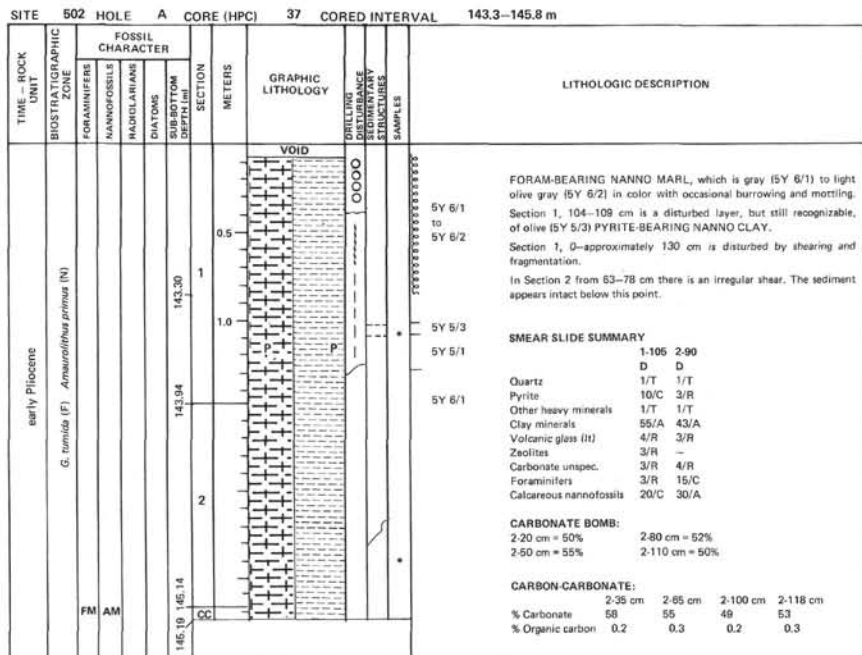 SITE 502 HOLE A CORE (HPC) 37 CORED INTERVAL 143.3–145.8 m
TIME – ROCK UNIT
BIOSTRATIGRAPHIC ZONE
FOSSIL CHARACTER
FORAMINIFERS
NANNOFOSSILS
RADIOLARIANS
DIATOMS
SUB-BOTTOM DEPTH (m)
SECTION
METERS
GRAPHIC LITHOLOGY
DRILLING DISTURBANCE
SEDIMENTARY STRUCTURES
SAMPLES
LITHOLOGIC DESCRIPTION
early Pliocene
G. tumida (F) Amaurolithus primus (N)
FM AM
143.30
143.94
145.14
145.19
1
2
CC
0.5
1.0
VOID
P P
5Y 6/1
to
5Y 6/2
5Y 5/3
5Y 5/1
5Y 6/1
FORAM-BEARING NANNO MARL, which is gray (5Y 6/1) to light
olive gray (5Y 6/2) in color with occasional burrowing and mottling.
Section 1, 104–109 cm is a disturbed layer, but still recognizable,
of olive (5Y 5/3) PYRITE-BEARING NANNO CLAY.
Section 1, 0–approximately 130 cm is disturbed by shearing and
fragmentation.
In Section 2 from 63–78 cm there is an irregular shear. The sediment
appears intact below this point.
SMEAR SLIDE SUMMARY
1-105 2-90
D D
Quartz 1/T 1/T
Pyrite 10/C 3/R
Other heavy minerals 1/T 1/T
Clay minerals 55/A 43/A
Volcanic glass (lt) 4/R 3/R
Zeolites 3/R –
Carbonate unspec. 3/R 4/R
Foraminifers 3/R 15/C
Calcareous nannofossils 20/C 30/A
CARBONATE BOMB:
2-20 cm = 50% 2-80 cm = 52%
2-50 cm = 55% 2-110 cm = 50%
CARBON-CARBONATE:
2-35 cm 2-65 cm 2-100 cm 2-118 cm
% Carbonate 58 55 49 53
% Organic carbon 0.2 0.3 0.2 0.3